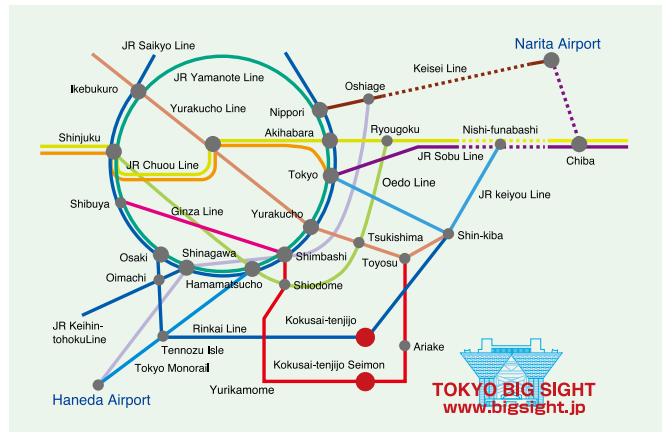 JR Saikyo Line
Narita Airport
Keisei Line
JR Yamanote Line
Ikebukuro
Oshiage
Yurakucho Line
Nippori
Akihabara
Ryougoku
Nishi-funabashi
Shinjuku
JR Chuou Line
JR Sobu Line
Chiba
Tokyo
Oedo Line
JR keiyou Line
Shibuya
Ginza Line
Yurakucho
Tsukishima
Shin-kiba
Osaki
Shinagawa
Shimbashi
Toyosu
Oimachi
Hamamatsucho
Shiodome
JR Keihin-
tohokuLine
Rinkai Line
Kokusai-tenjijo
Tennozu Isle
Ariake
Tokyo Monorail
Kokusai-tenjijo Seimon
Haneda Airport
Yurikamome
TOKYO BIG SIGHT
www.bigsight.jp